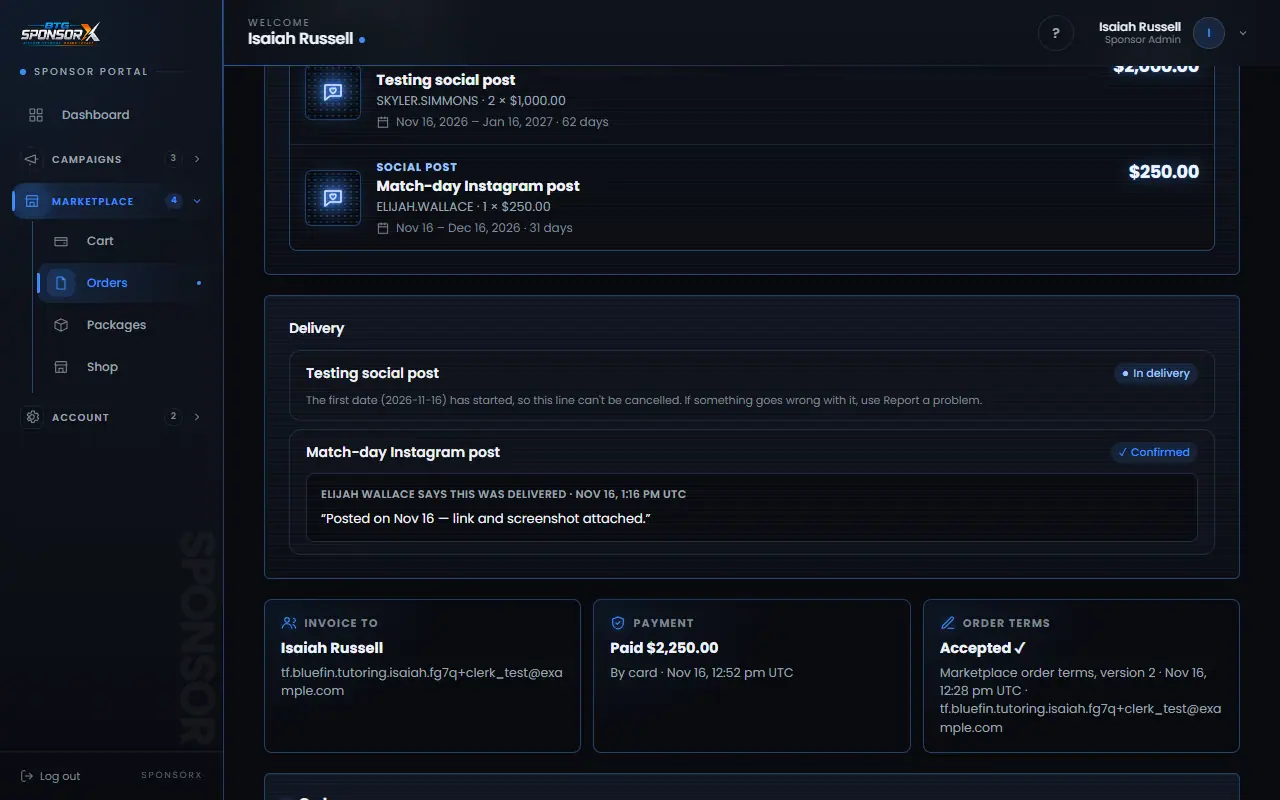 BTG
SPONSORX
SPONSOR PORTAL
Dashboard
CAMPAIGNS 3
MARKETPLACE 4
Cart
Orders
Packages
Shop
ACCOUNT 2
SPONSOR
Log out
SPONSORX
WELCOME
Isaiah Russell
?
Isaiah Russell
Sponsor Admin
I
$2,000.00
Testing social post
SKYLER.SIMMONS · 2 × $1,000.00
Nov 16, 2026 – Jan 16, 2027 · 62 days
SOCIAL POST
$250.00
Match-day Instagram post
ELIJAH.WALLACE · 1 × $250.00
Nov 16 – Dec 16, 2026 · 31 days
Delivery
Testing social post
In delivery
The first date (2026-11-16) has started, so this line can't be cancelled. If something goes wrong with it, use Report a problem.
Match-day Instagram post
✓ Confirmed
ELIJAH WALLACE SAYS THIS WAS DELIVERED · NOV 16, 1:16 PM UTC
“Posted on Nov 16 — link and screenshot attached.”
INVOICE TO
Isaiah Russell
tf.bluefin.tutoring.isaiah.fg7q+clerk_test@exa
mple.com
PAYMENT
Paid $2,250.00
By card · Nov 16, 12:52 pm UTC
ORDER TERMS
Accepted ✓
Marketplace order terms, version 2 · Nov 16,
12:28 pm UTC ·
tf.bluefin.tutoring.isaiah.fg7q+clerk_test@exa
mple.com